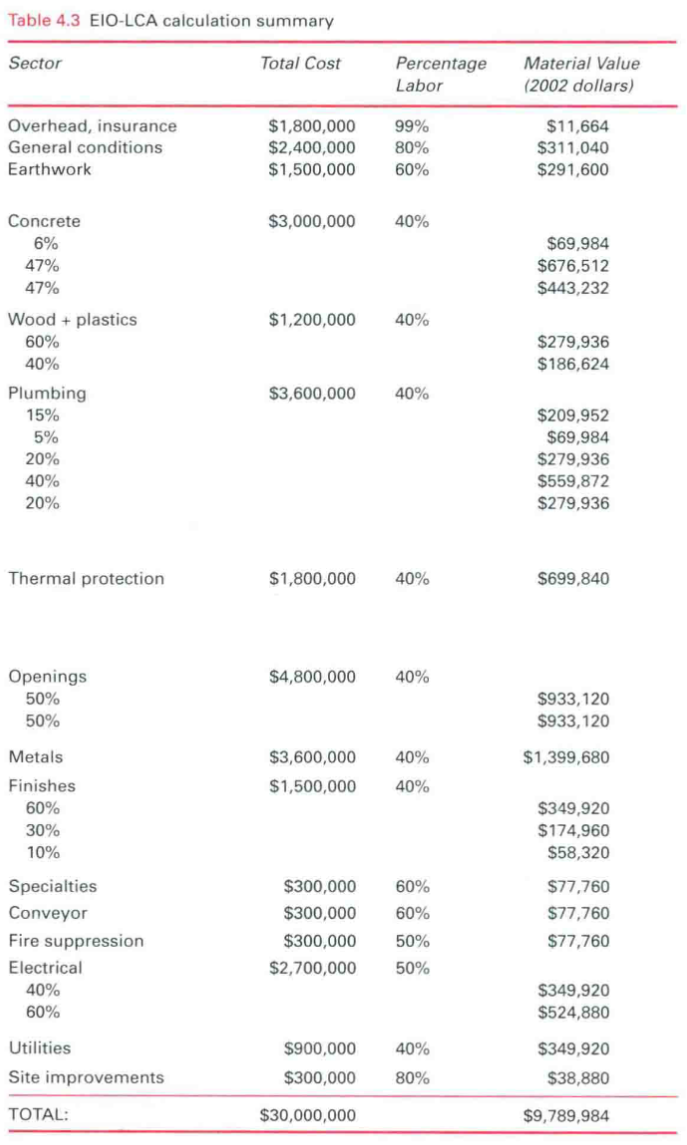 Table 4.3 EIO-LCA calculation summary
Sector Total Cost Percentage Material Value
Labor (2002 dollars)
Overhead, insurance $1,800,000 99% $11,664
General conditions $2,400,000 80% $311,040
Earthwork $1,500,000 60% $291,600
Concrete $3,000,000 40%
6% $69,984
47% $676,512
47% $443,232
Wood + plastics $1,200,000 40%
60% $279,936
40% $186,624
Plumbing $3,600,000 40%
15% $209,952
5% $69,984
20% $279,936
40% $559,872
20% $279,936
Thermal protection $1,800,000 40% $699,840
Openings $4,800,000 40%
50% $933,120
50% $933,120
Metals $3,600,000 40% $1,399,680
Finishes $1,500,000 40%
60% $349,920
30% $174,960
10% $58,320
Specialties $300,000 60% $77,760
Conveyor $300,000 60% $77,760
Fire suppression $300,000 50% $77,760
Electrical $2,700,000 50%
40% $349,920
60% $524,880
Utilities $900,000 40% $349,920
Site improvements $300,000 80% $38,880
TOTAL: $30,000,000 $9,789,984